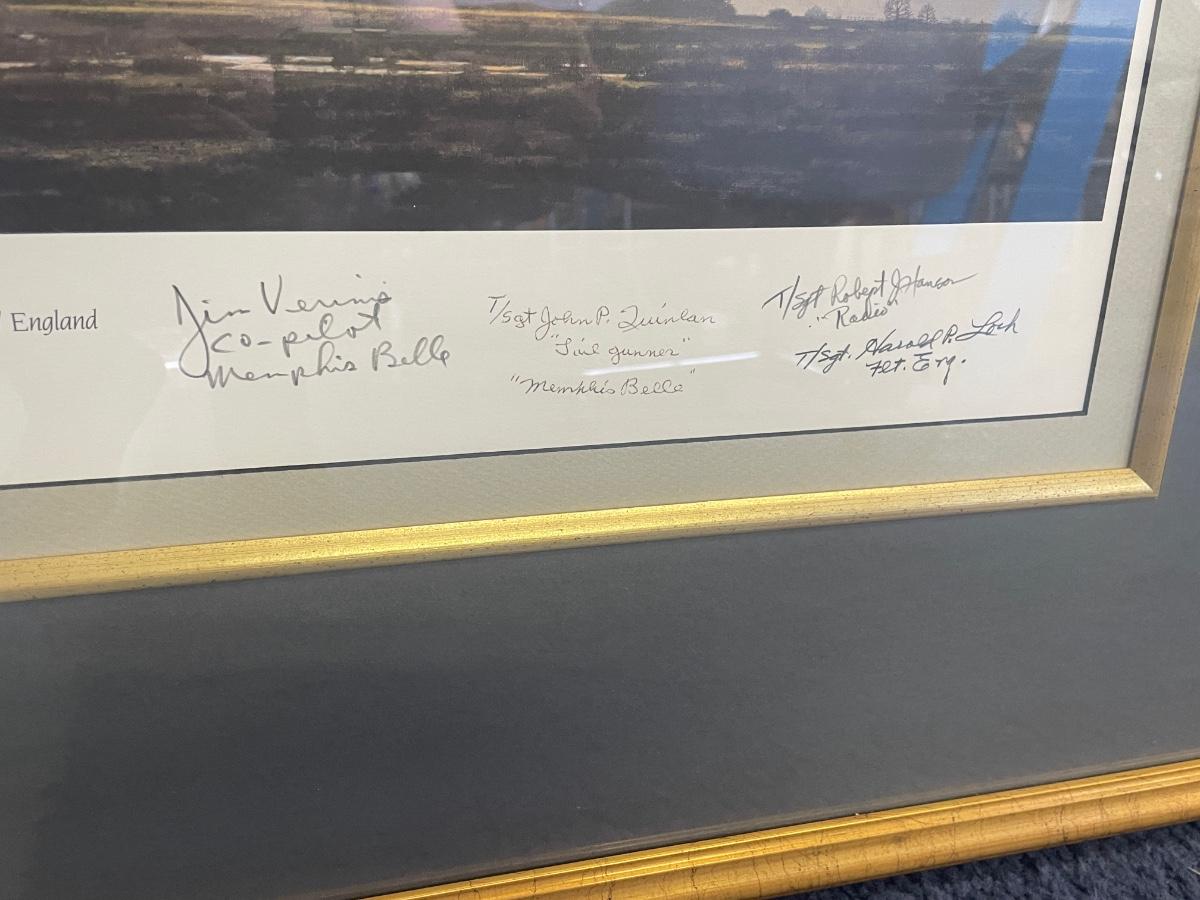 England
Jim Verinis
co-pilot
Memphis Belle
T/Sgt John P. Quinlan
"Tail gunner"
"Memphis Belle"
T/Sgt Robert J Hanson
"Radio"
T/Sgt. Harold P. Loch
Flt. Eng.